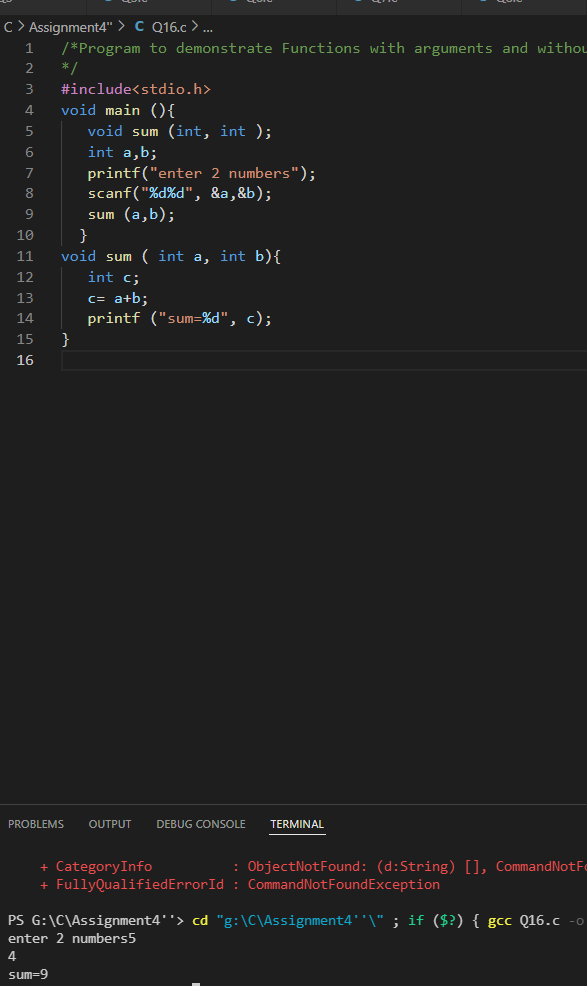 C > Assignment4'' > C Q16.c > ...
1 /*Program to demonstrate Functions with arguments and withou
2 */
3 #include<stdio.h>
4 void main (){
5 void sum (int, int );
6 int a,b;
7 printf("enter 2 numbers");
8 scanf("%d%d", &a,&b);
9 sum (a,b);
10 }
11 void sum ( int a, int b){
12 int c;
13 c= a+b;
14 printf ("sum=%d", c);
15 }
16
PROBLEMS OUTPUT DEBUG CONSOLE TERMINAL
+ CategoryInfo : ObjectNotFound: (d:String) [], CommandNotFo
+ FullyQualifiedErrorId : CommandNotFoundException
PS G:\C\Assignment4''> cd "g:\C\Assignment4''\" ; if ($?) { gcc Q16.c -o
enter 2 numbers5
4
sum=9